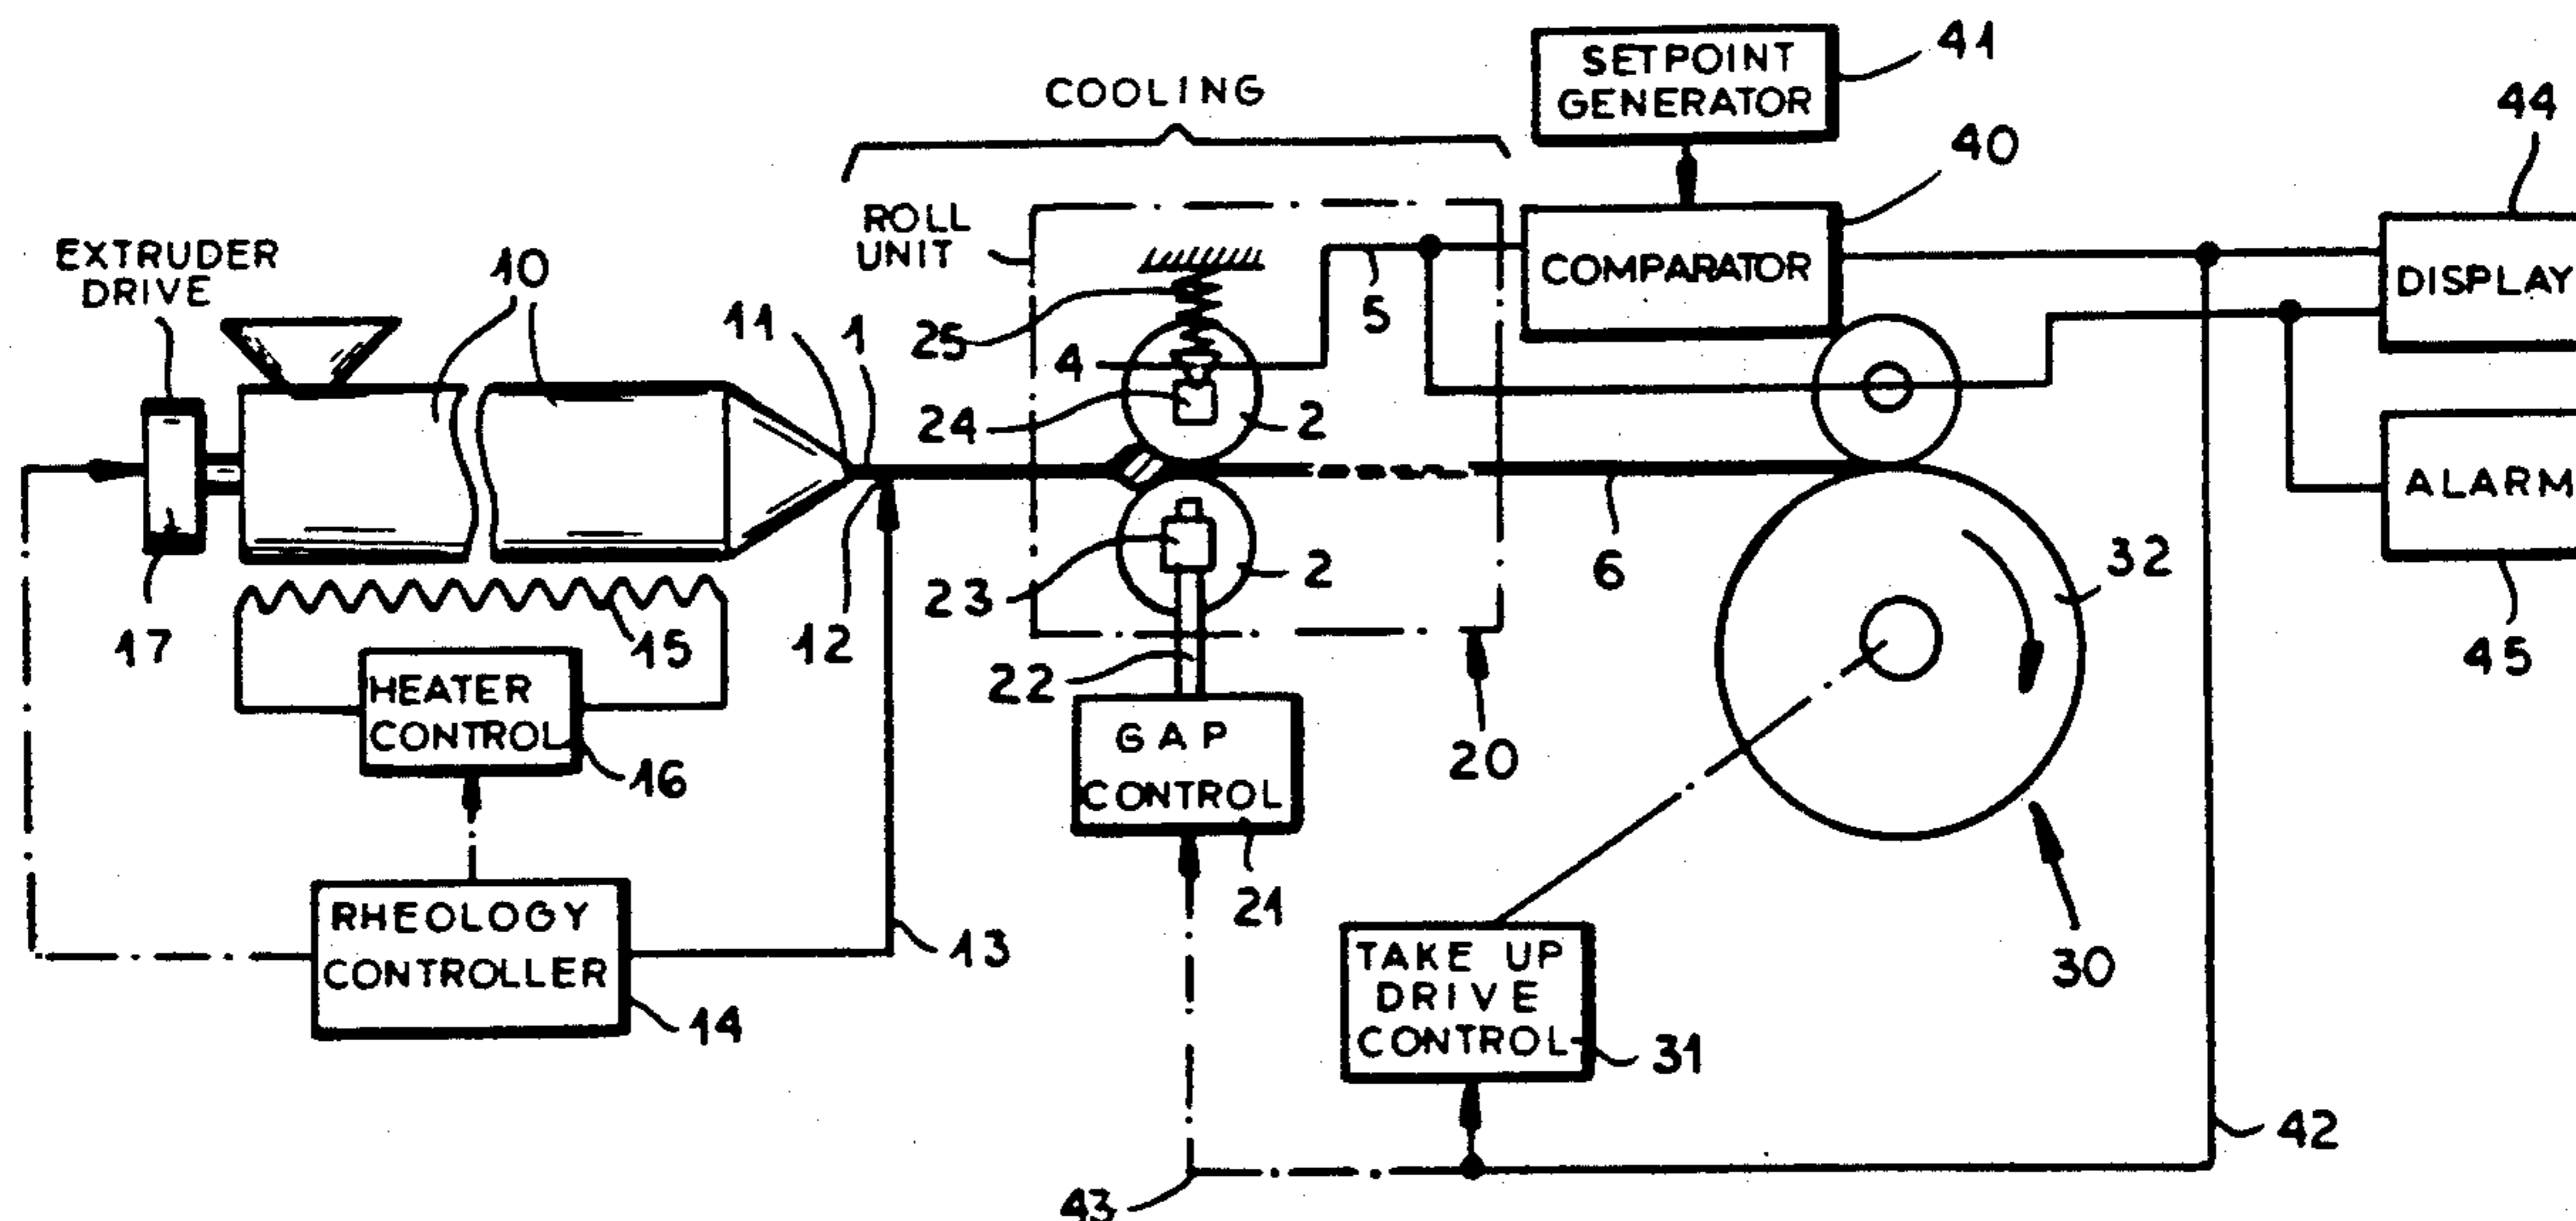 COOLING
SETPOINT
GENERATOR
41
44
40
ROLL
UNIT
EXTRUDER
DRIVE
10
11
1
25
4
5
COMPARATOR
DISPLAY
24
2
ALARM
23
2
6
32
17
15
12
22
45
HEATER
CONTROL
16
GAP
CONTROL
20
21
RHEOLOGY
CONTROLLER
14
13
TAKE UP
DRIVE
CONTROL
31
30
42
43